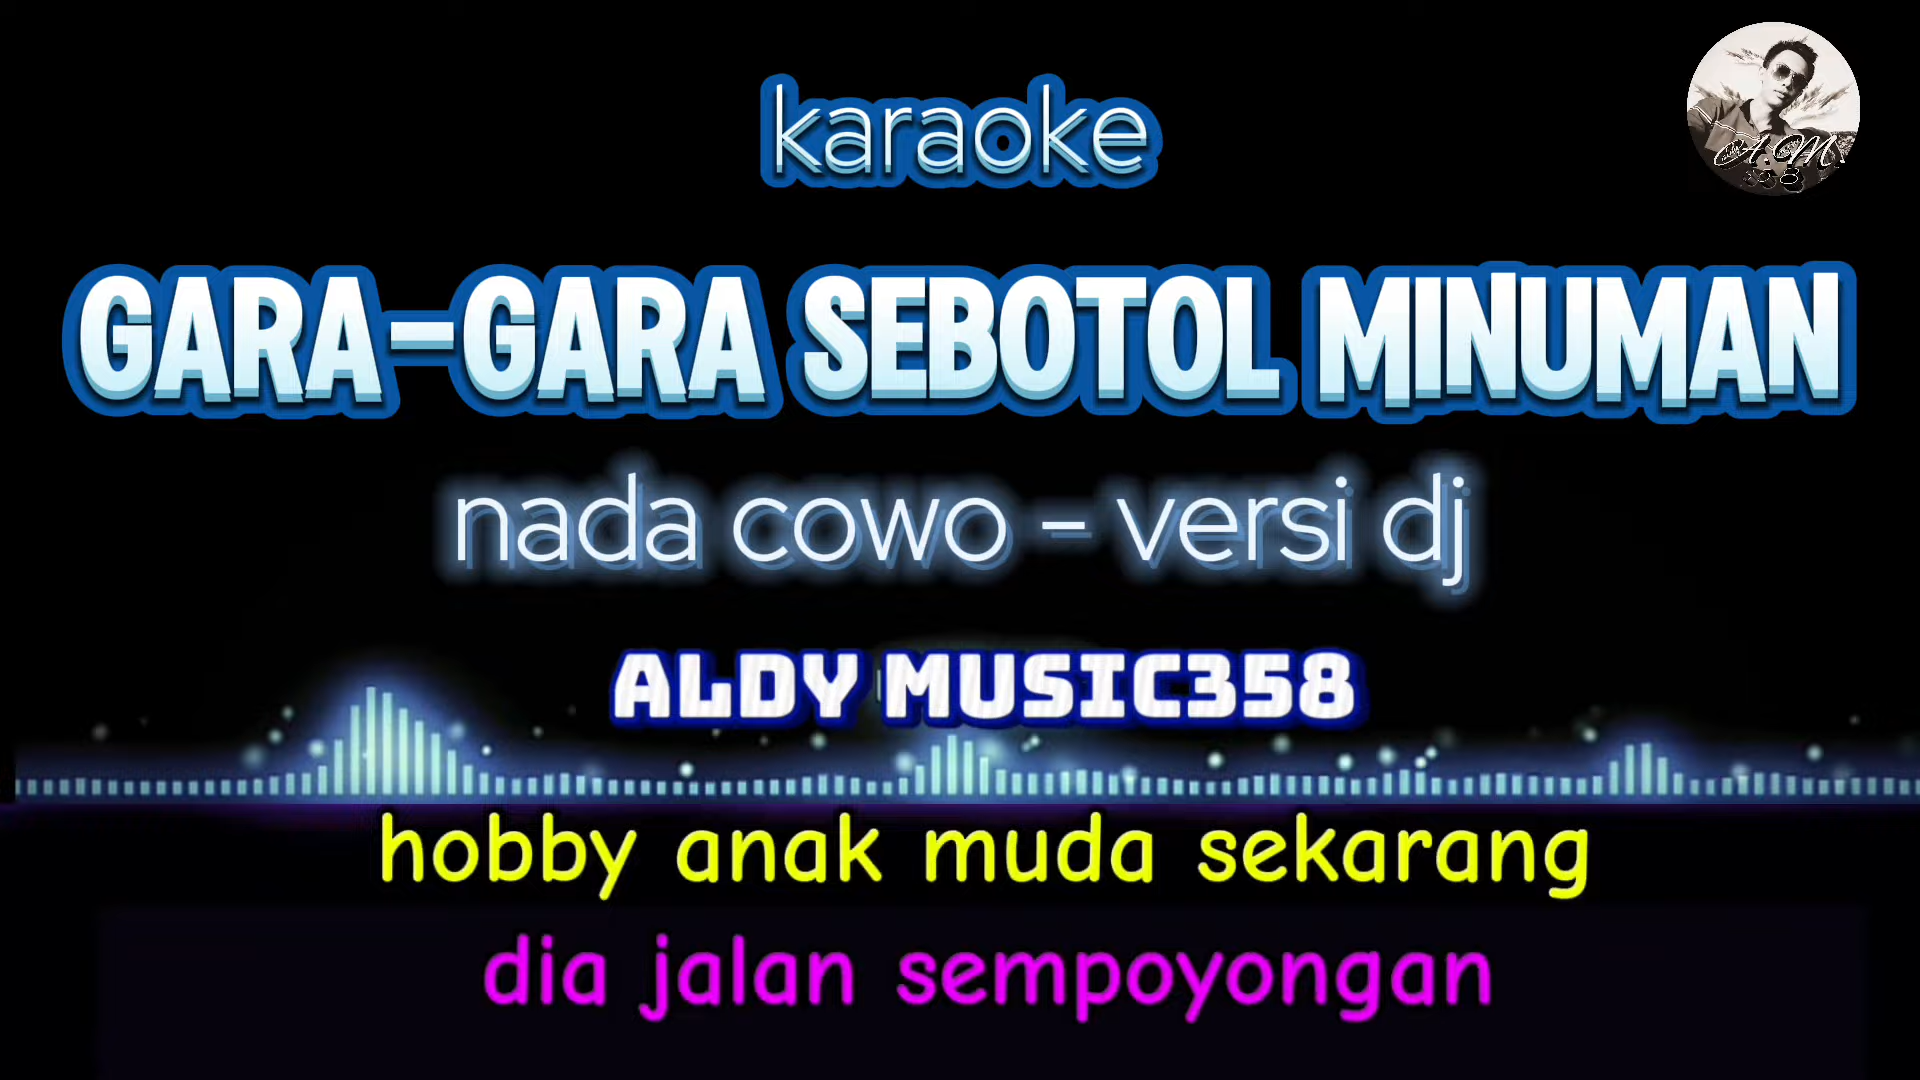 karaoke
GARA-GARA SEBOTOL MINUMAN
nada cowo - versi dj
ALDY MUSIC358
hobby anak muda sekarang
dia jalan sempoyongan